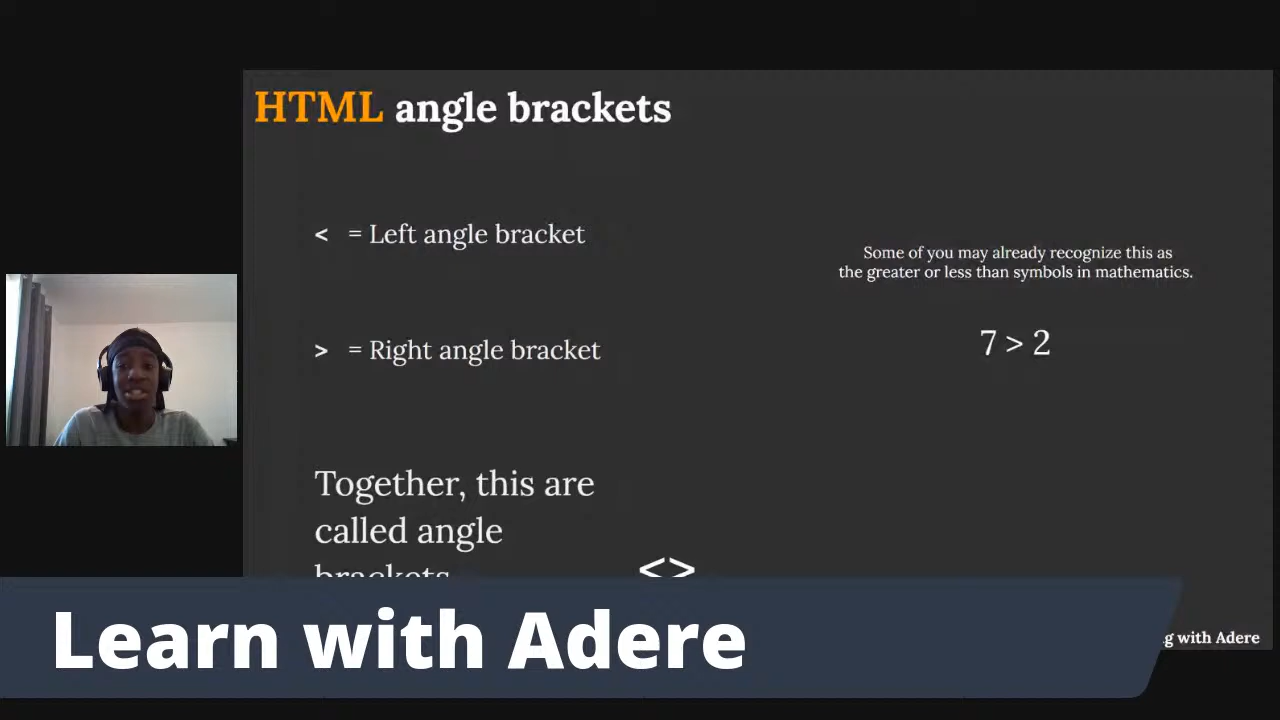 HTML angle brackets
< = Left angle bracket
> = Right angle bracket
Some of you may already recognize this as
the greater or less than symbols in mathematics.
7 > 2
Together, this are
called angle
brackets
<>
Learn with Adere
with Adere